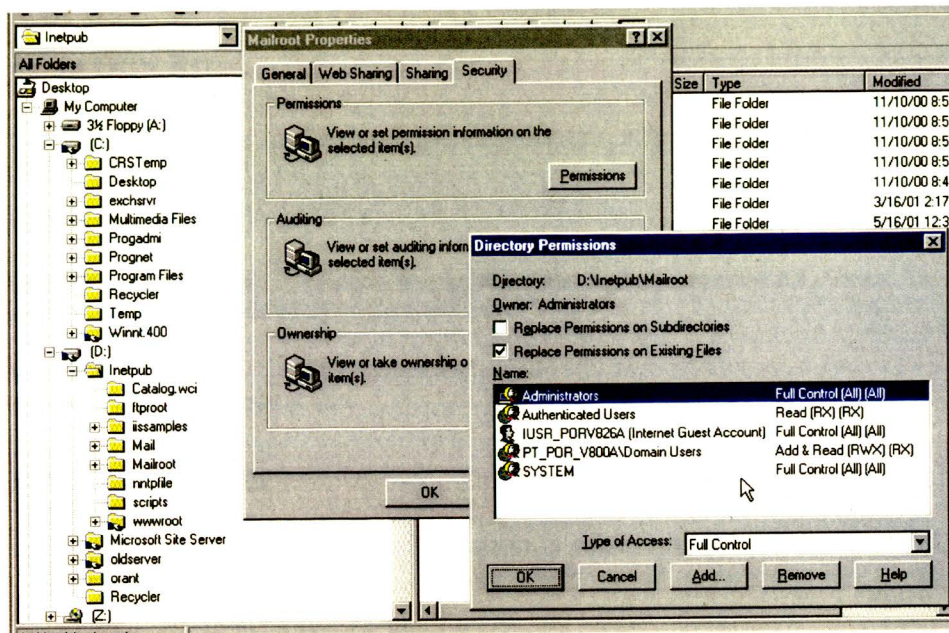 Inetpub
All Folders
Desktop
My Computer
3½ Floppy (A:)
(C:)
CRSTemp
Desktop
exchsrvr
Multimedia Files
Progadmi
Prognet
Program Files
Recycler
Temp
Winnt.400
(D:)
Inetpub
Catalog.wci
ftproot
iissamples
Mail
Mailroot
nntpfile
scripts
wwwroot
Microsoft Site Server
oldserver
orant
Recycler
(Z:)
Mailroot Properties
General Web Sharing Sharing Security
Permissions
View or set permission information on the
selected item(s).
Permissions
Auditing
View or set auditing inform
selected item(s).
Ownership
View or take ownership o
item(s).
OK
Size Type Modified
File Folder 11/10/00 8:5
File Folder 11/10/00 8:5
File Folder 11/10/00 8:5
File Folder 11/10/00 8:5
File Folder 11/10/00 8:4
File Folder 3/16/01 2:17
File Folder 5/16/01 12:3
Directory Permissions
Directory: D:\Inetpub\Mailroot
Owner: Administrators
Replace Permissions on Subdirectories
Replace Permissions on Existing Files
Name:
Administrators Full Control (All) (All)
Authenticated Users Read (RX) (RX)
IUSR_PORV826A (Internet Guest Account) Full Control (All) (All)
PT_POR_V800A\Domain Users Add & Read (RWX) (RX)
SYSTEM Full Control (All) (All)
Type of Access: Full Control
OK Cancel Add... Remove Help